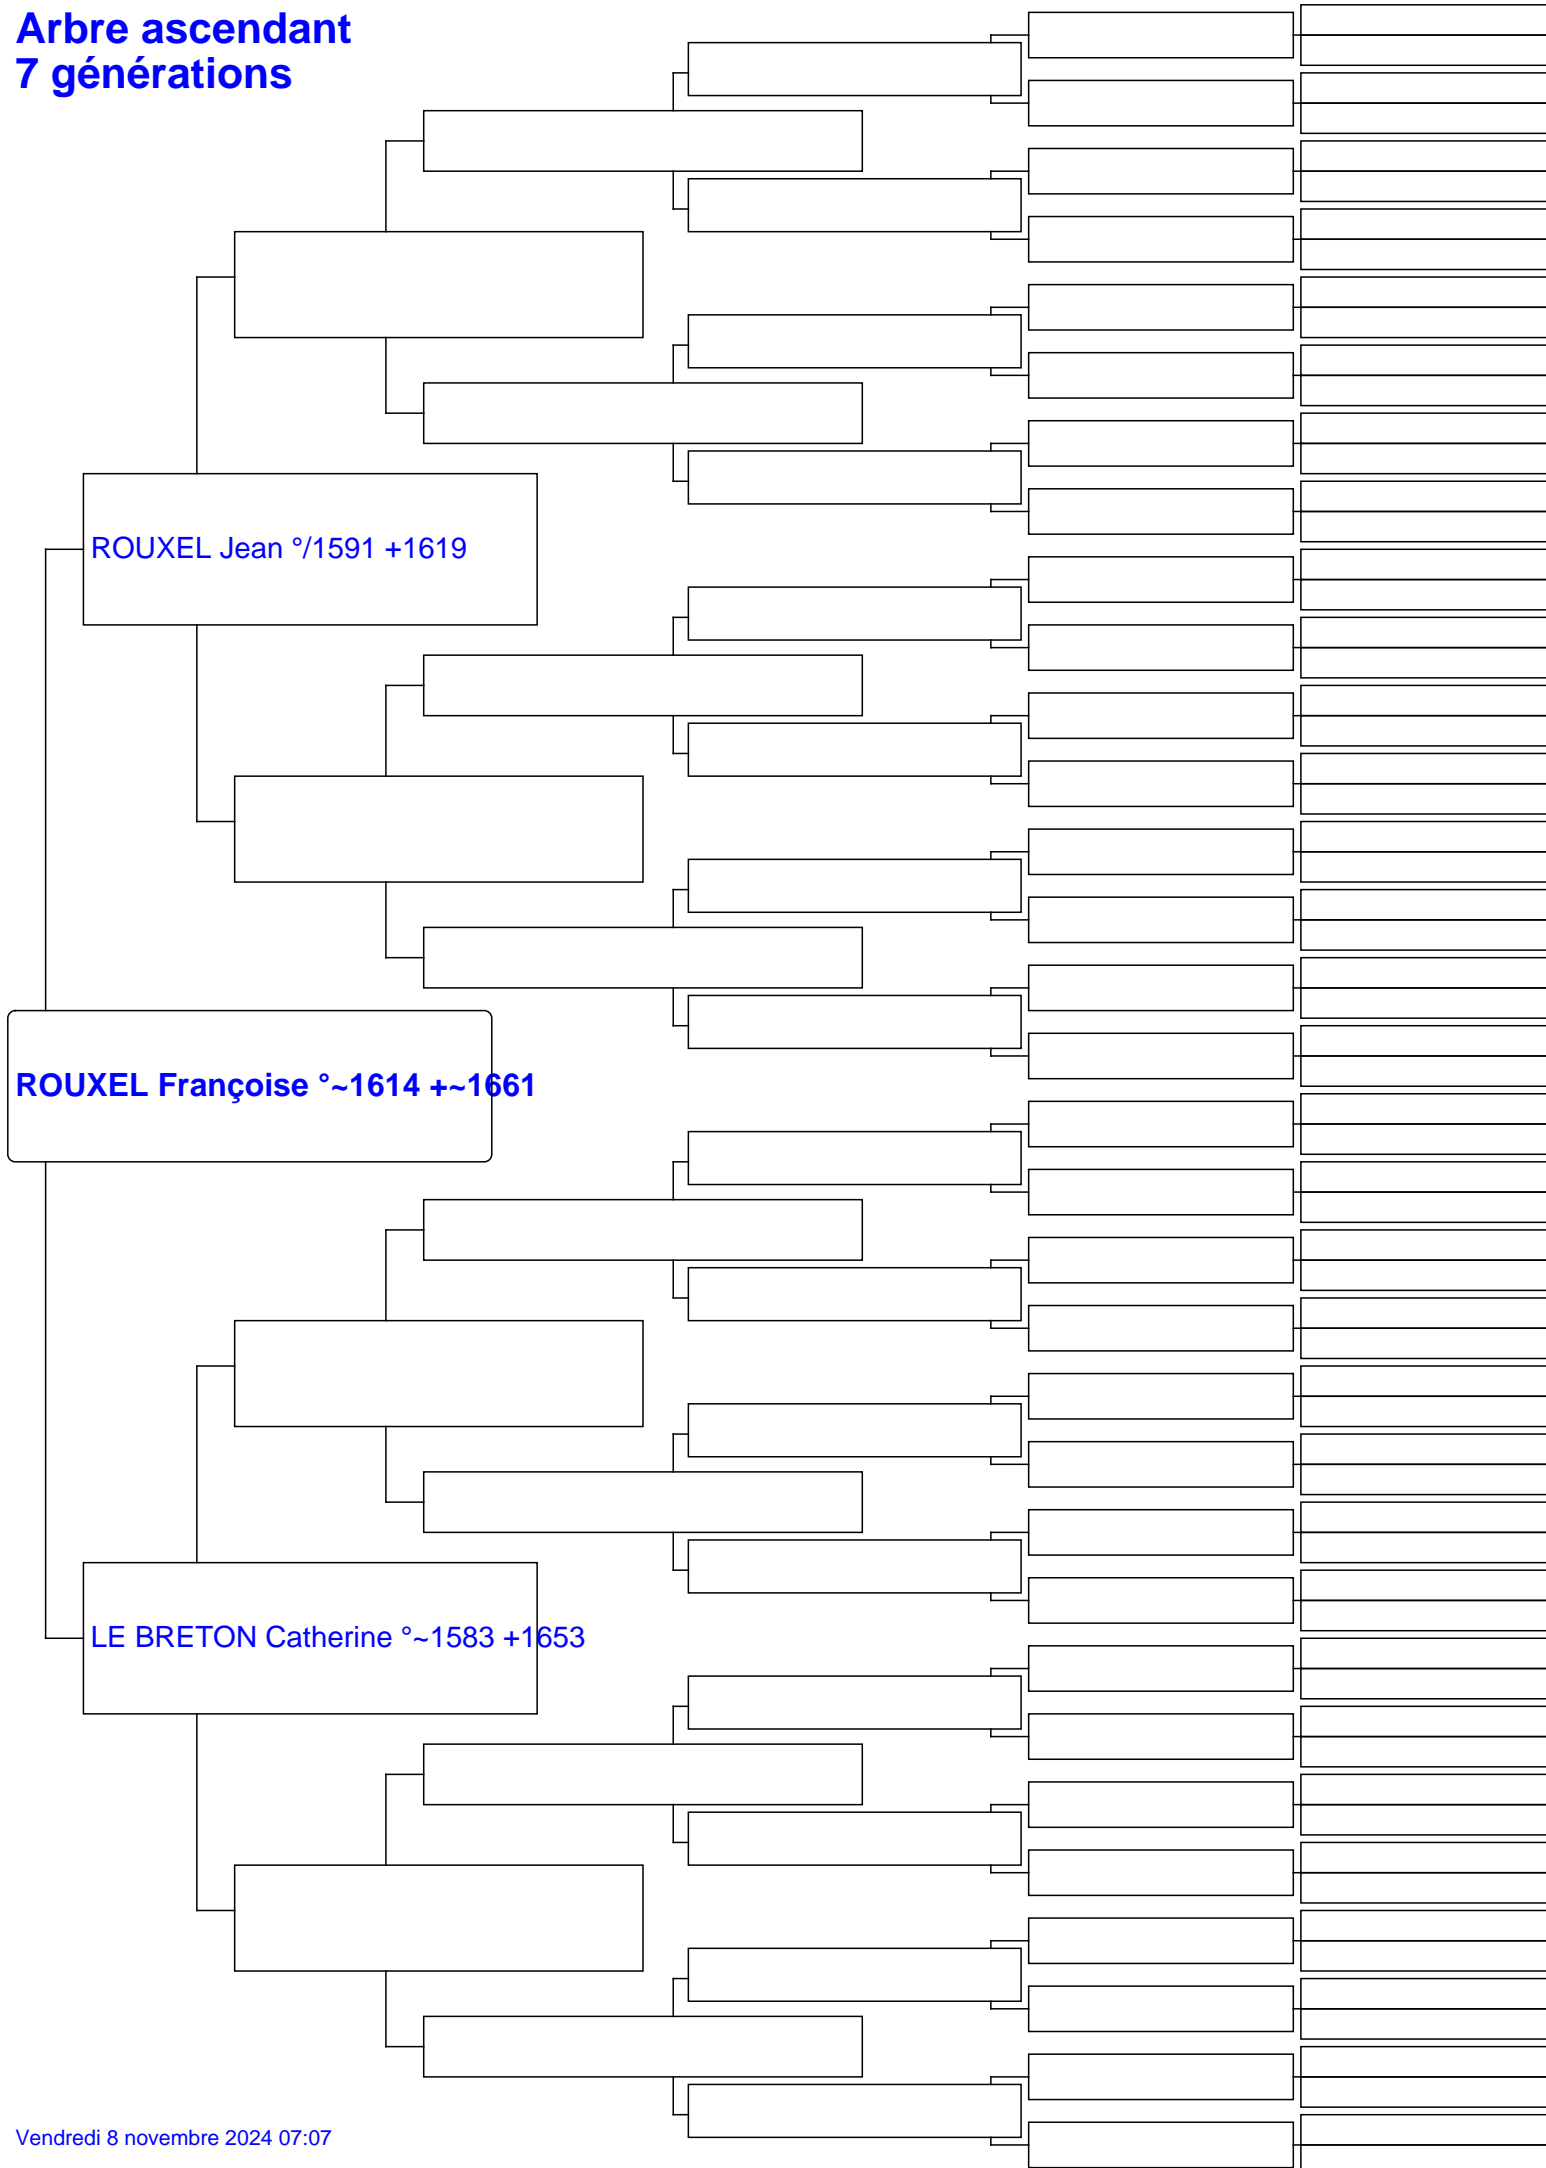 Arbre ascendant
7 générations
ROUXEL Jean °/1591 +1619
ROUXEL Françoise °~1614 +~1661
LE BRETON Catherine °~1583 +1653
Vendredi 8 novembre 2024 07:07